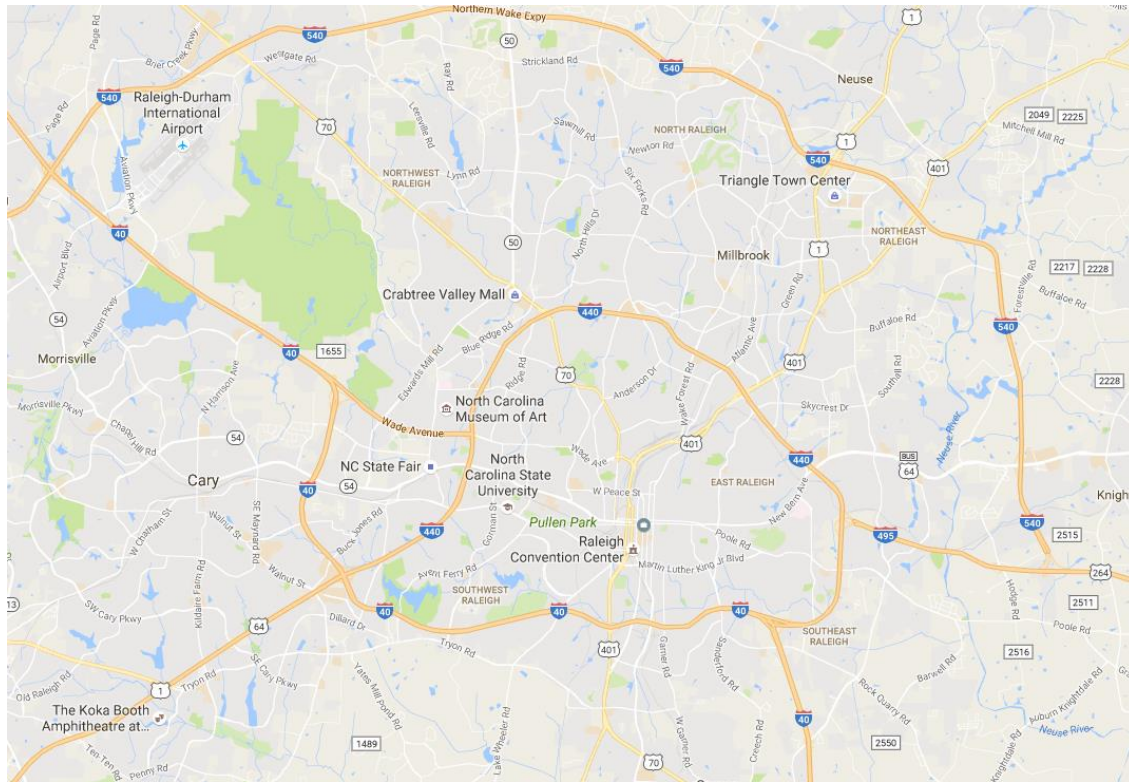 Northern Wake Expy
Page Rd
1
Brier Creek Pkwy
540
Westgate Rd
50
Strickland Rd
540
Neuse
540
Raleigh-Durham
International
Airport
Page Rd
Ray Rd
Leesville Rd
70
Sawmill Rd
NORTH RALEIGH
2049
2225
Mitchell Mill Rd
1
Newton Rd
540
401
Aviation Pkwy
NORTHWEST
RALEIGH
Lynn Rd
Six Forks Rd
Triangle Town Center
40
Airport Blvd
50
North Hills Dr
Millbrook
1
NORTHEAST
RALEIGH
2217
2228
Forestville Rd
Buffaloe Rd
Green Rd
Crabtree Valley Mall
440
54
Aviation Pkwy
Blue Ridge Rd
Buffaloe Rd
540
Morrisville
40
1655
Edwards Mill Rd
Ridge Rd
70
Anderson Dr
Wake Forest Rd
Atlantic Ave
401
Southall Rd
2228
N Harrison Ave
Morrisville Pkwy
Chapel Hill Rd
54
North Carolina
Museum of Art
Wade Avenue
Skycrest Dr
401
Neuse River
NC State Fair
54
Wade Ave
440
BUS
64
Cary
40
North
Carolina State
University
W Peace St
EAST RALEIGH
New Bern Ave
Knigh
W Chatham St
Walnut St
SE Maynard Rd
Buck Jones Rd
440
Gorman St
Pullen Park
Raleigh
Convention Center
Poole Rd
495
540
2515
Martin Luther King Jr Blvd
264
Kildaire Farm Rd
Walnut St
Avent Ferry Rd
SOUTHWEST
RALEIGH
13
SW Cary Pkwy
64
Dillard Dr
40
40
40
Hodge Rd
2511
Poole Rd
SOUTHEAST
RALEIGH
Tryon Rd
401
Garner Rd
Sanderford Rd
2516
Barwell Rd
Old Raleigh Rd
1
Tryon Rd
SE Cary Pkwy
Yates Mill Pond Rd
Rock Quarry Rd
Auburn Knightdale Rd
The Koka Booth
Amphitheatre at...
40
Neuse River
Ten Ten Rd
Penny Rd
1489
Lake Wheeler Rd
70
W Garner Rd
Creech Rd
2550